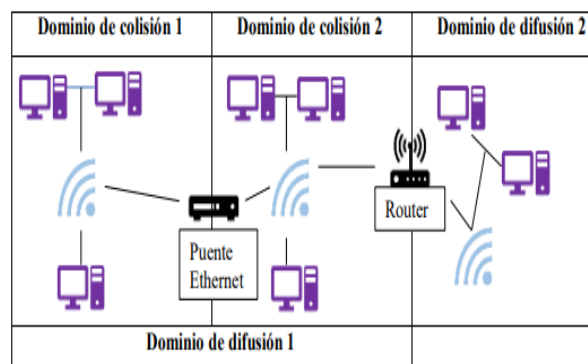 Dominio de colisión 1
Dominio de colisión 2
Dominio de difusión 2
Router
Puente
Ethernet
Dominio de difusión 1